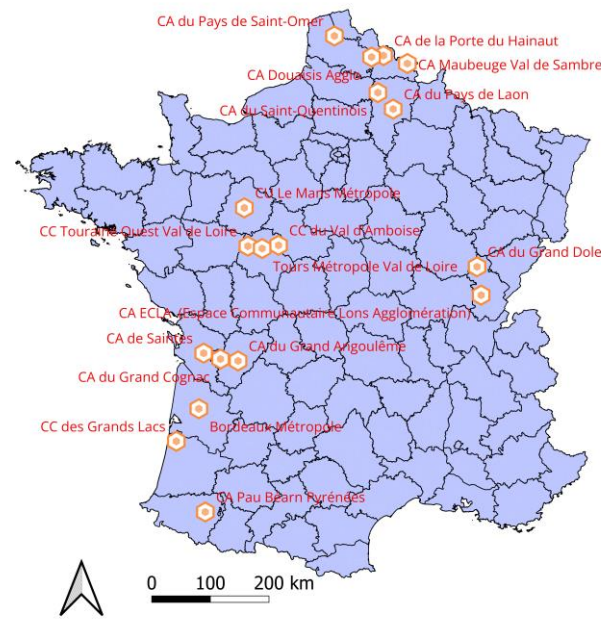 CA du Pays de Saint-Omer
CA de la Porte du Hainaut
CA Maubeuge Val de Sambre
CA Douaisis Agglo
CA du Pays de Laon
CA du Saint-Quentinois
CU Le Mans Métropole
CC Touraine Ouest Val de Loire
CC du Val d'Amboise
CA du Grand Dole
Tours Métropole Val de Loire
CA ECLA (Espace Communautaire Lons Agglomération)
CA de Saintes
CA du Grand Angoulême
CA du Grand Cognac
CC des Grands Lacs
Bordeaux Métropole
CA Pau Béarn Pyrénées
0 100 200 km